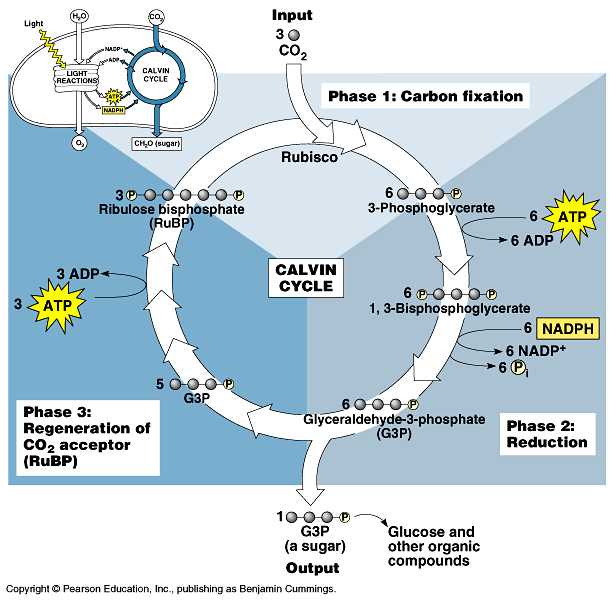 Light
H₂O
CO₂
NADP⁺
ADP
LIGHT
REACTIONS
CALVIN
CYCLE
ATP
NADPH
O₂
CH₂O (sugar)
Input
3
CO₂
Phase 1: Carbon fixation
Rubisco
3 P P
Ribulose bisphosphate
(RuBP)
6 P
3-Phosphoglycerate
6 ATP
6 ADP
CALVIN
CYCLE
3 ADP
3 ATP
6 P P
1, 3-Bisphosphoglycerate
6 NADPH
6 NADP⁺
6 Pi
5 P
G3P
6 P
Glyceraldehyde-3-phosphate
(G3P)
Phase 3:
Regeneration of
CO₂ acceptor
(RuBP)
Phase 2:
Reduction
1 P
G3P
(a sugar)
Output
Glucose and
other organic
compounds
Copyright © Pearson Education, Inc., publishing as Benjamin Cummings.